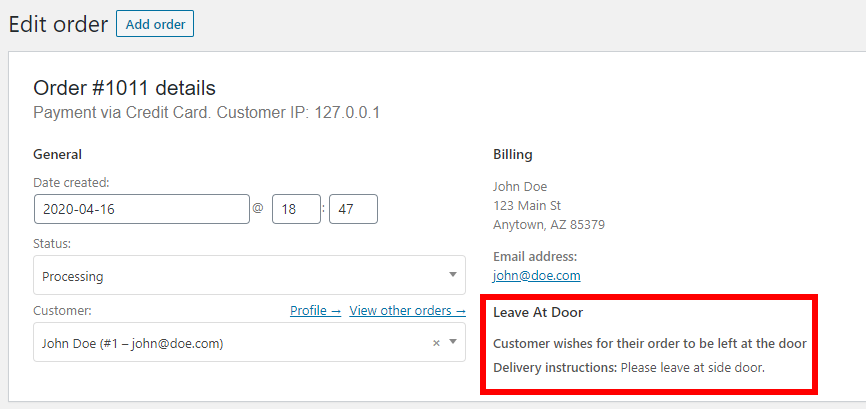 Edit order Add order
Order #1011 details
Payment via Credit Card. Customer IP: 127.0.0.1
General
Date created:
2020-04-16 @ 18 : 47
Status:
Processing
Customer: Profile → View other orders →
John Doe (#1 – john@doe.com) ×
Billing
John Doe
123 Main St
Anytown, AZ 85379
Email address:
john@doe.com
Leave At Door
Customer wishes for their order to be left at the door
Delivery instructions: Please leave at side door.